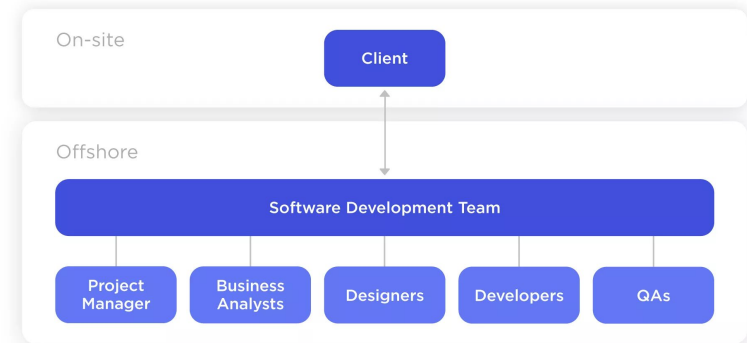 On-site
Client
Offshore
Software Development Team
Project
Manager
Business
Analysts
Designers
Developers
QAs